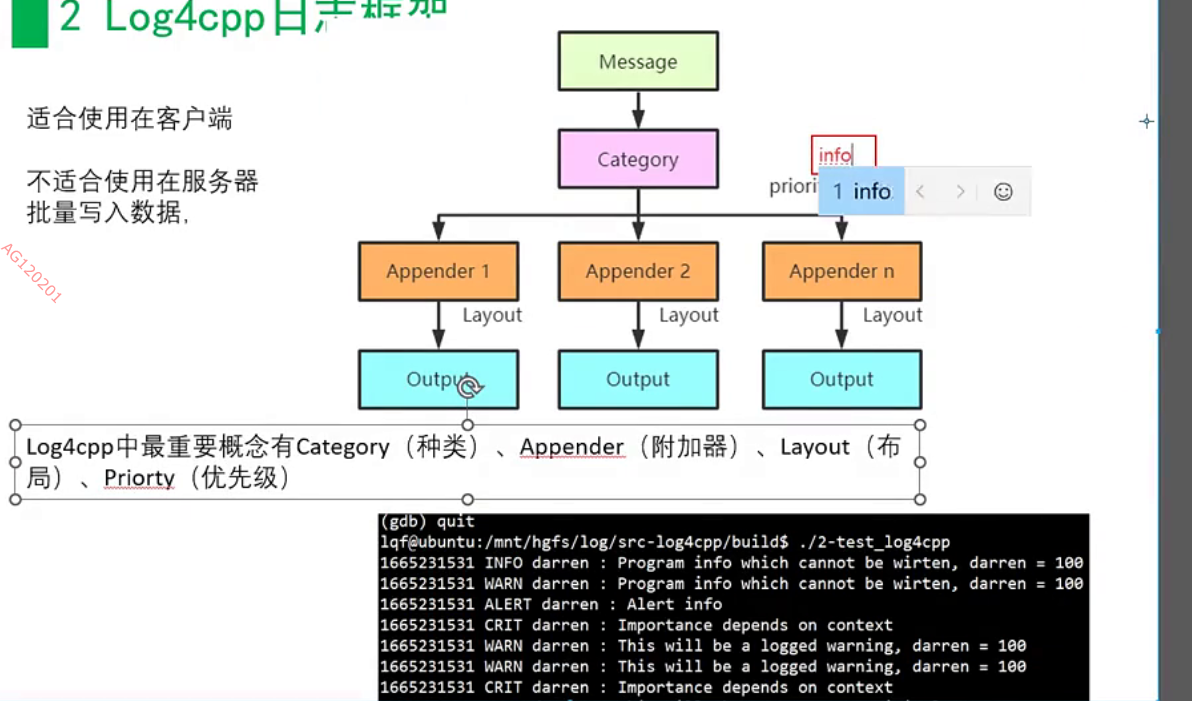 2 Log4cpp日志框架
适合使用在客户端
不适合使用在服务器
批量写入数据,
AG120201
Message
Category
info
priori
1 info
Appender 1
Appender 2
Appender n
Layout
Layout
Layout
Output
Output
Output
Log4cpp中最重要概念有Category（种类）、Appender（附加器）、Layout（布
局）、Priorty（优先级）
(gdb) quit
lqf@ubuntu:/mnt/hgfs/log/src-log4cpp/build$ ./2-test_log4cpp
1665231531 INFO darren : Program info which cannot be wirten, darren = 100
1665231531 WARN darren : Program info which cannot be wirten, darren = 100
1665231531 ALERT darren : Alert info
1665231531 CRIT darren : Importance depends on context
1665231531 WARN darren : This will be a logged warning, darren = 100
1665231531 WARN darren : This will be a logged warning, darren = 100
1665231531 CRIT darren : Importance depends on context